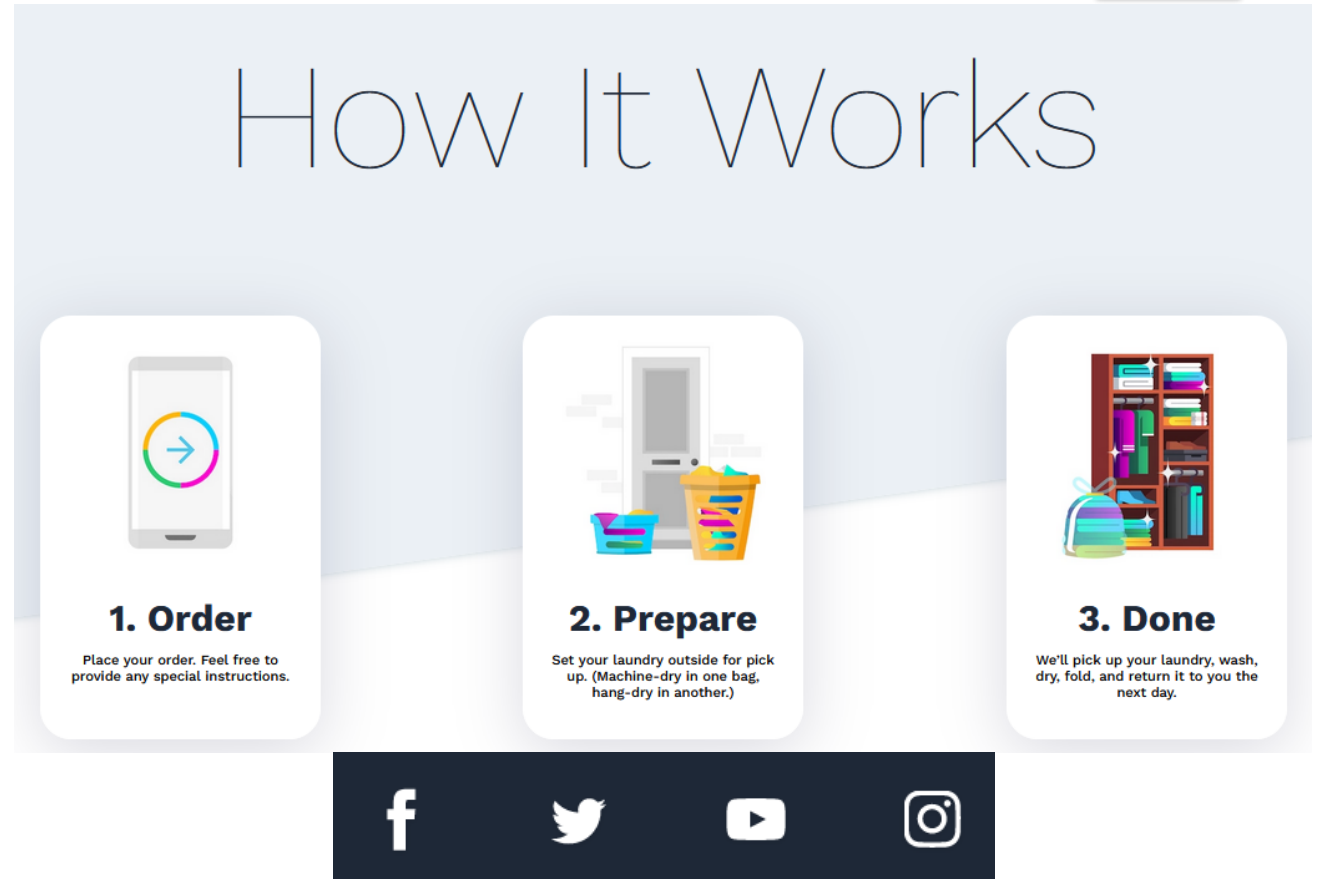 How It Works
1. Order
Place your order. Feel free to
provide any special instructions.
2. Prepare
Set your laundry outside for pick
up. (Machine-dry in one bag,
hang-dry in another.)
3. Done
We'll pick up your laundry, wash,
dry, fold, and return it to you the
next day.